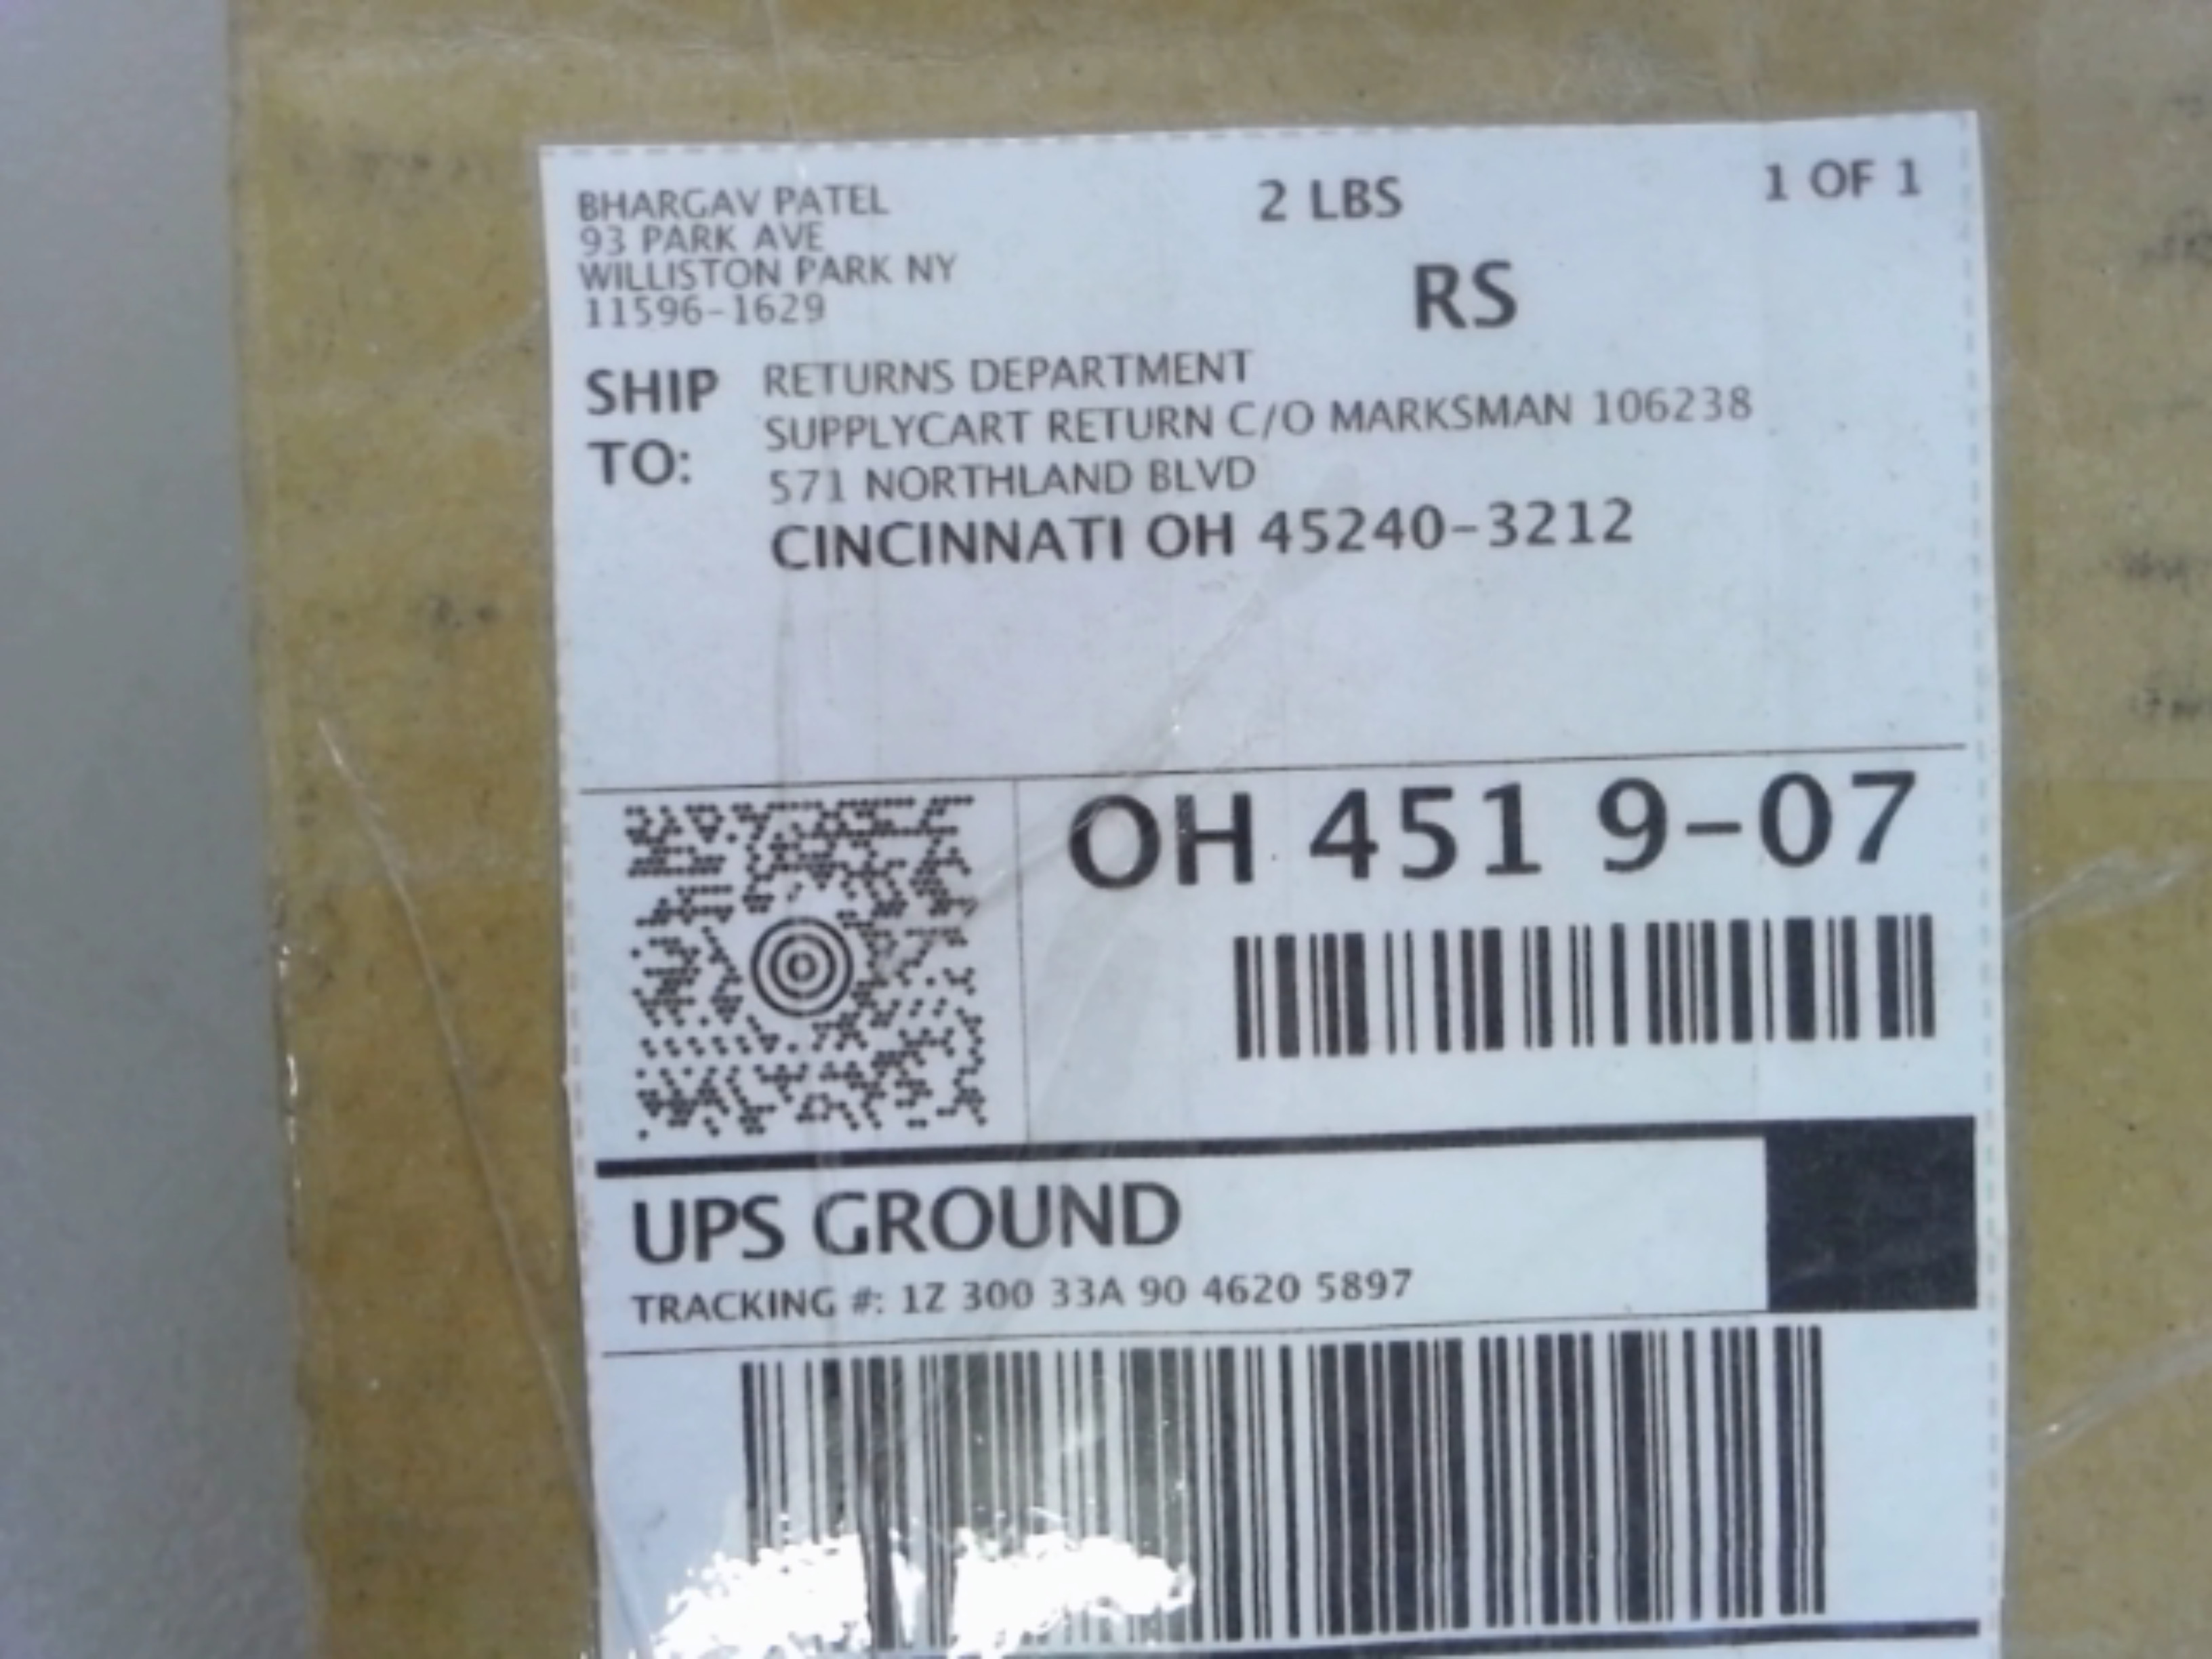 BHARGAV PATEL
93 PARK AVE
WILLISTON PARK NY
11596-1629
2 LBS
1 OF 1
RS
SHIP TO:
RETURNS DEPARTMENT
SUPPLYCART RETURN C/O MARKSMAN 106238
571 NORTHLAND BLVD
CINCINNATI OH 45240-3212
OH 451 9-07
UPS GROUND
TRACKING #: 1Z 300 33A 90 4620 5897